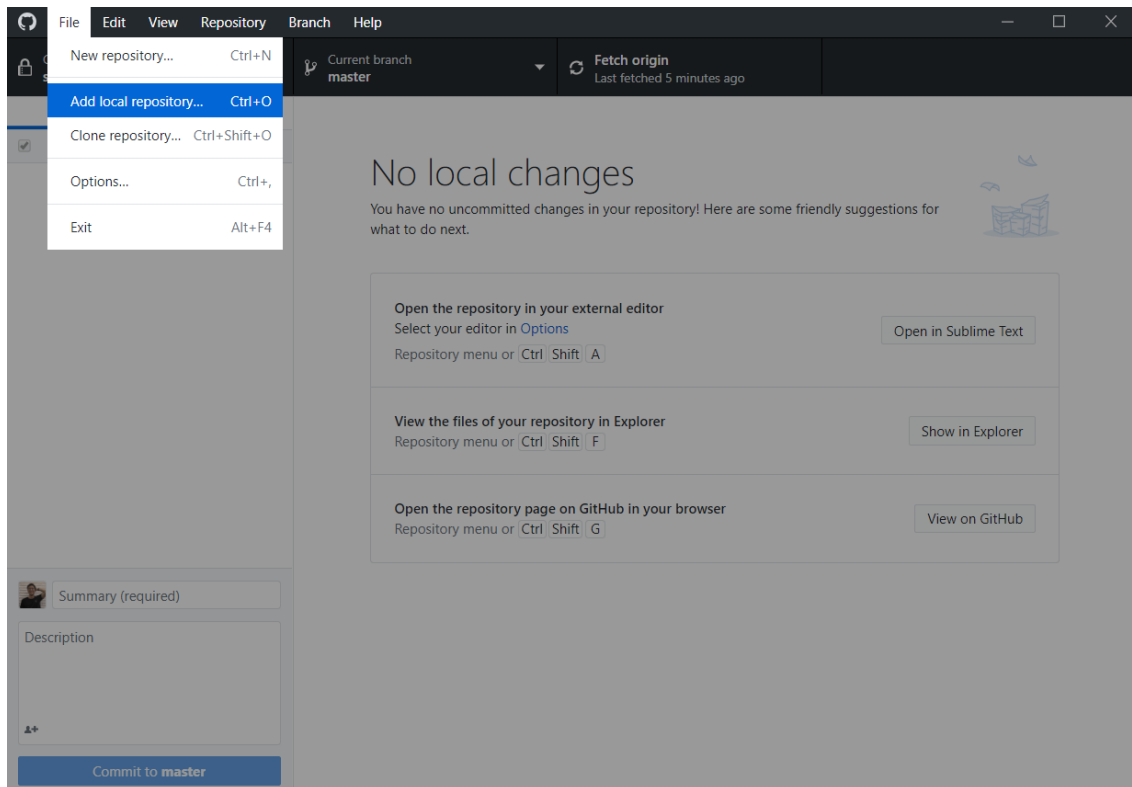 File Edit View Repository Branch Help
New repository... Ctrl+N
Add local repository... Ctrl+O
Clone repository... Ctrl+Shift+O
Options... Ctrl+,
Exit Alt+F4
Current branch
master
Fetch origin
Last fetched 5 minutes ago
No local changes
You have no uncommitted changes in your repository! Here are some friendly suggestions for
what to do next.
Open the repository in your external editor
Select your editor in Options
Repository menu or Ctrl Shift A
Open in Sublime Text
View the files of your repository in Explorer
Repository menu or Ctrl Shift F
Show in Explorer
Open the repository page on GitHub in your browser
Repository menu or Ctrl Shift G
View on GitHub
Summary (required)
Description
Commit to master